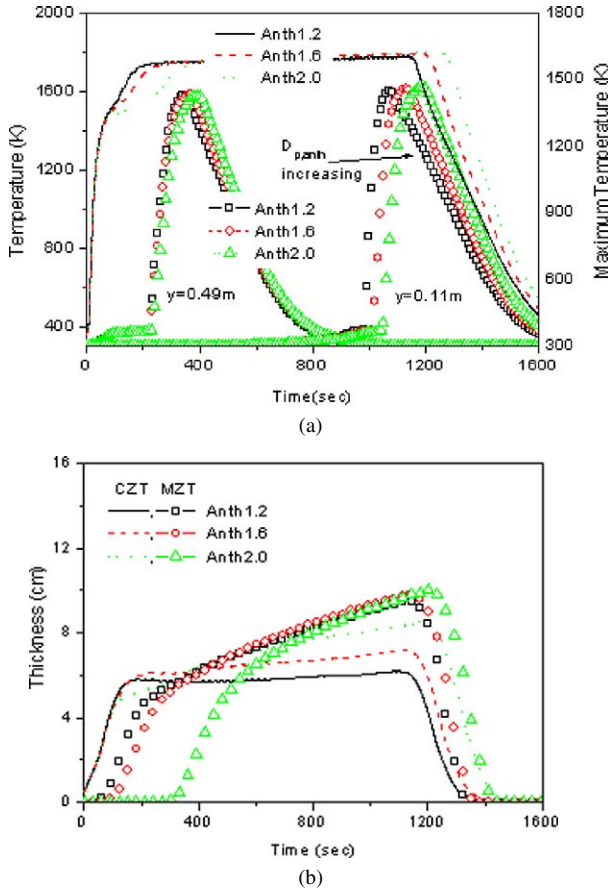 2000
1800
Anth1.2
Anth1.6
Anth2.0
1600
1500
1200
1200
D p,anth
increasing
900
800
Anth1.2
Anth1.6
Anth2.0
600
y=0.49m
y=0.11m
400
300
0
400
800
1200
1600
Temperature (K)
Maximum Temperature (K)
Time(sec)
(a)
16
CZT MZT
Anth1.2
Anth1.6
Anth2.0
12
8
4
0
0
400
800
1200
1600
Thickness (cm)
Time (sec)
(b)